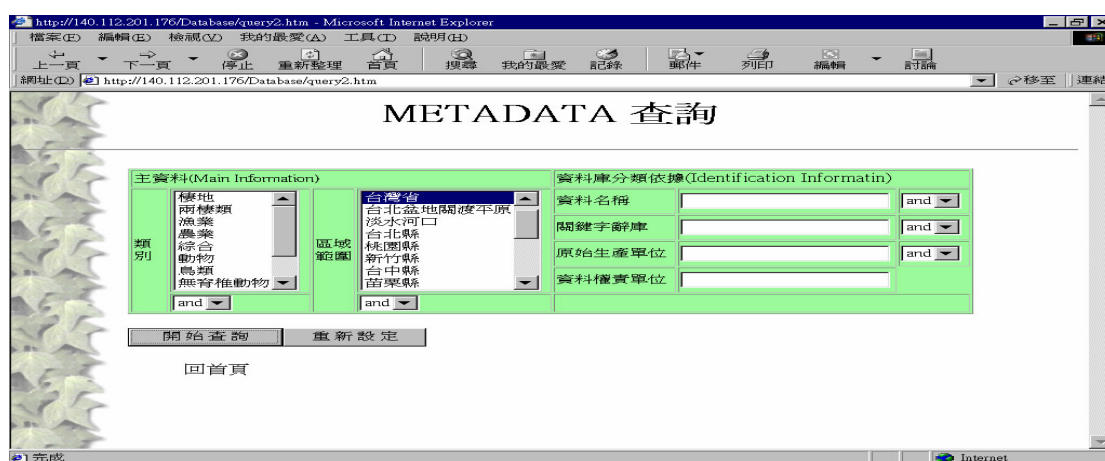 http://140.112.201.176/Database/query2.htm - Microsoft Internet Explorer
檔案(F) 編輯(E) 檢視(V) 我的最愛(A) 工具(T) 說明(H)
上一頁 下一頁 停止 重新整理 首頁 搜尋 我的最愛 記錄 郵件 列印 編輯 討論
網址(D) http://140.112.201.176/Database/query2.htm 移至 連結
METADATA 查詢
主資料(Main Information)
資料庫分類依據(Identification Informatin)
類別
棲地
兩棲類
漁業
農業
綜合
動物
鳥類
無脊椎動物
and
區域範圍
台灣省
台北盆地關渡平原
淡水河口
台北縣
桃園縣
新竹縣
台中縣
苗栗縣
and
資料名稱 and
關鍵字辭庫 and
原始生產單位 and
資料權責單位
開始查詢 重新設定
回首頁
完成 Internet